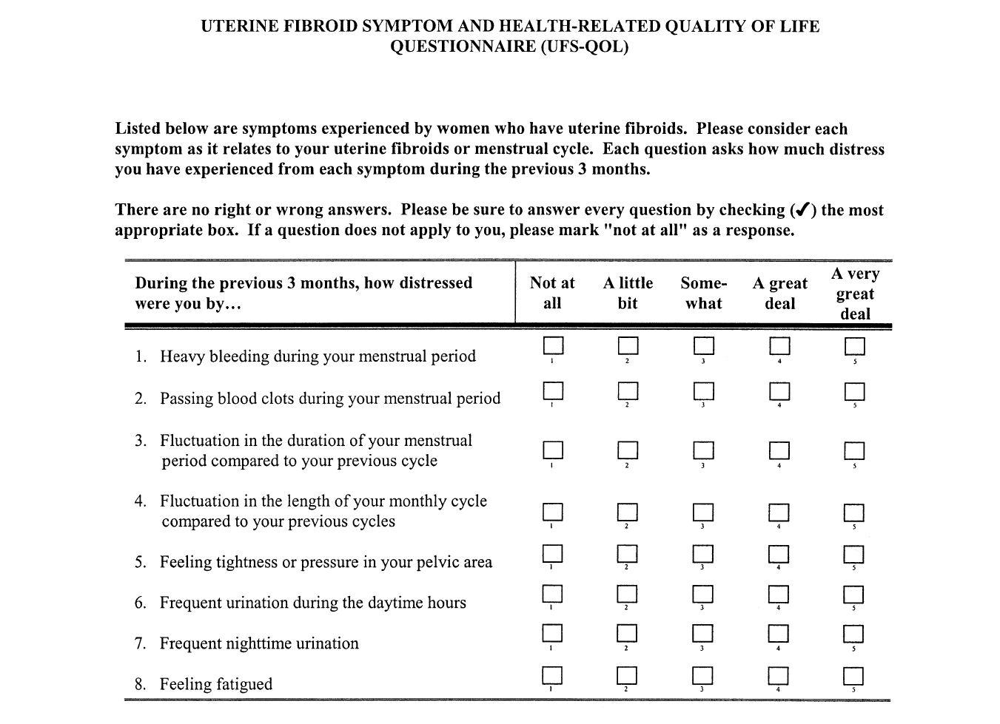 UTERINE FIBROID SYMPTOM AND HEALTH-RELATED QUALITY OF LIFE
QUESTIONNAIRE (UFS-QOL)
Listed below are symptoms experienced by women who have uterine fibroids. Please consider each
symptom as it relates to your uterine fibroids or menstrual cycle. Each question asks how much distress
you have experienced from each symptom during the previous 3 months.
There are no right or wrong answers. Please be sure to answer every question by checking (✓) the most
appropriate box. If a question does not apply to you, please mark "not at all" as a response.
During the previous 3 months, how distressed
were you by...
Not at
all
A little
bit
Some-
what
A great
deal
A very
great
deal
1. Heavy bleeding during your menstrual period
1 2 3 4 5
2. Passing blood clots during your menstrual period
1 2 3 4 5
3. Fluctuation in the duration of your menstrual
period compared to your previous cycle
1 2 3 4 5
4. Fluctuation in the length of your monthly cycle
compared to your previous cycles
1 2 3 4 5
5. Feeling tightness or pressure in your pelvic area
1 2 3 4 5
6. Frequent urination during the daytime hours
1 2 3 4 5
7. Frequent nighttime urination
1 2 3 4 5
8. Feeling fatigued
1 2 3 4 5